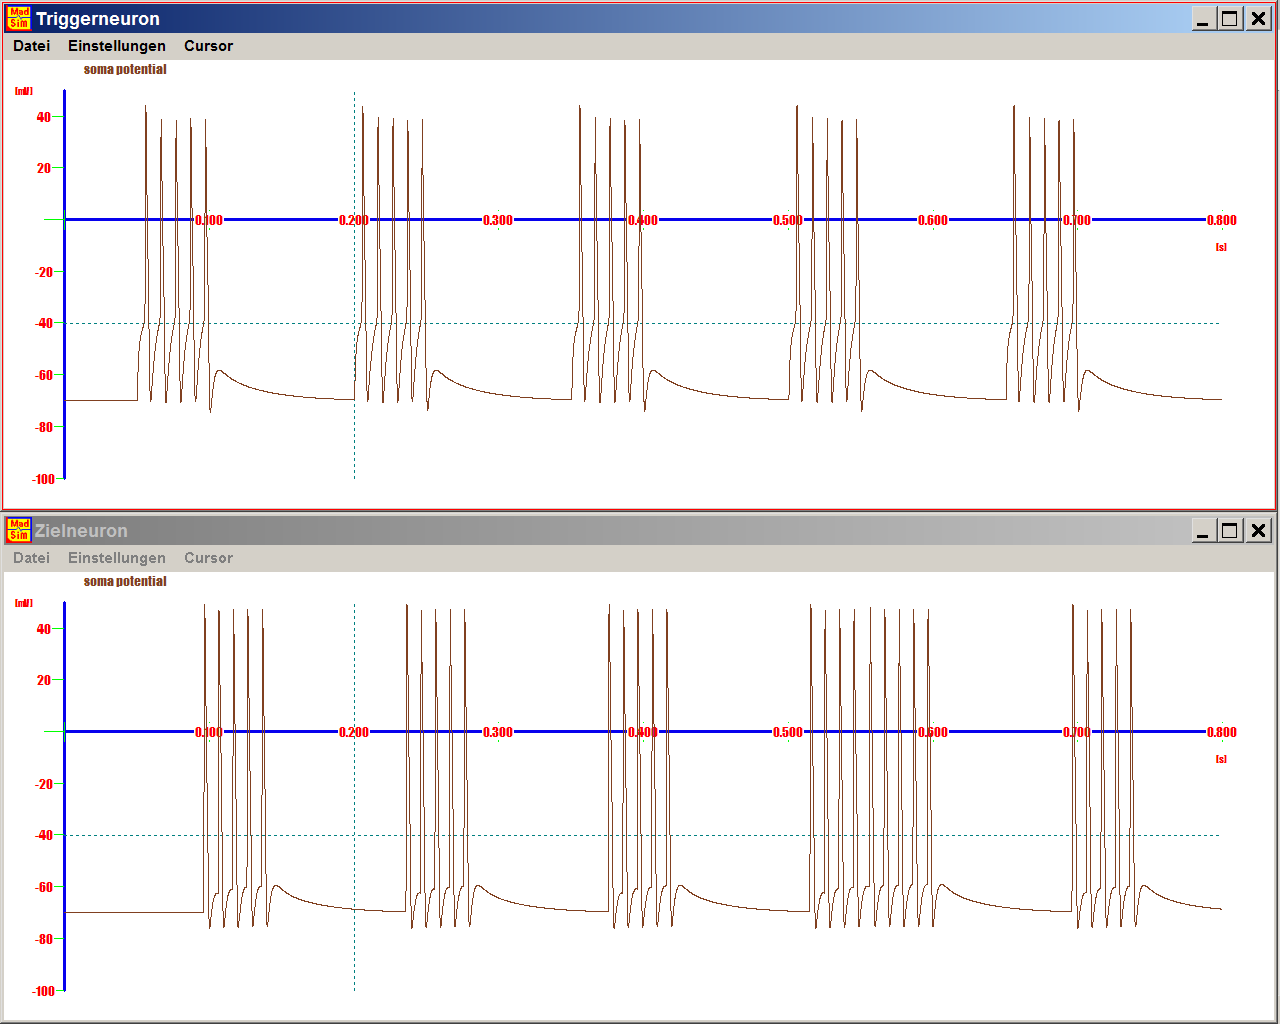 Mad Sim Triggerneuron
Datei Einstellungen Cursor
soma potential
[mV]
40
20
0.100 0.200 0.300 0.400 0.500 0.600 0.700 0.800
[s]
-20
-40
-60
-80
-100
Mad Sim Zielneuron
Datei Einstellungen Cursor
soma potential
[mV]
40
20
0.100 0.200 0.300 0.400 0.500 0.600 0.700 0.800
[s]
-20
-40
-60
-80
-100